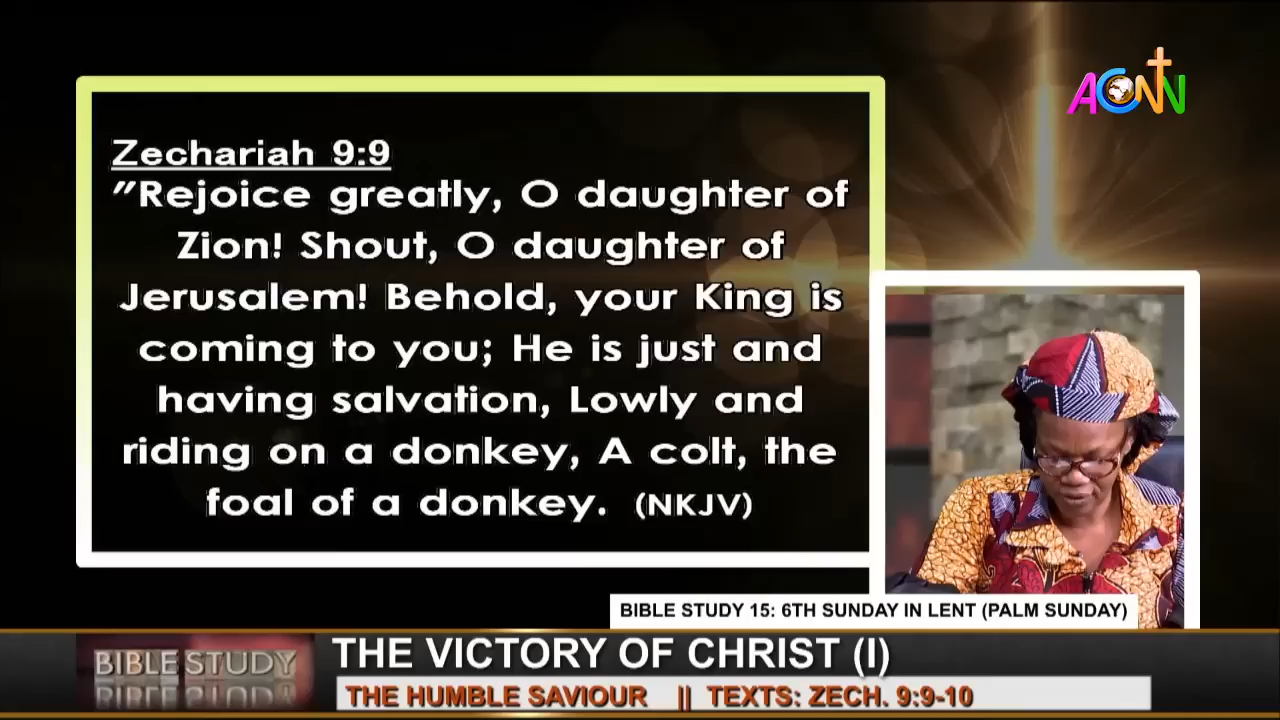 ACNN
Zechariah 9:9
"Rejoice greatly, O daughter of
Zion! Shout, O daughter of
Jerusalem! Behold, your King is
coming to you; He is just and
having salvation, Lowly and
riding on a donkey, A colt, the
foal of a donkey. (NKJV)
BIBLE STUDY 15: 6TH SUNDAY IN LENT (PALM SUNDAY)
BIBLE STUDY
THE VICTORY OF CHRIST (I)
THE HUMBLE SAVIOUR || TEXTS: ZECH. 9:9-10